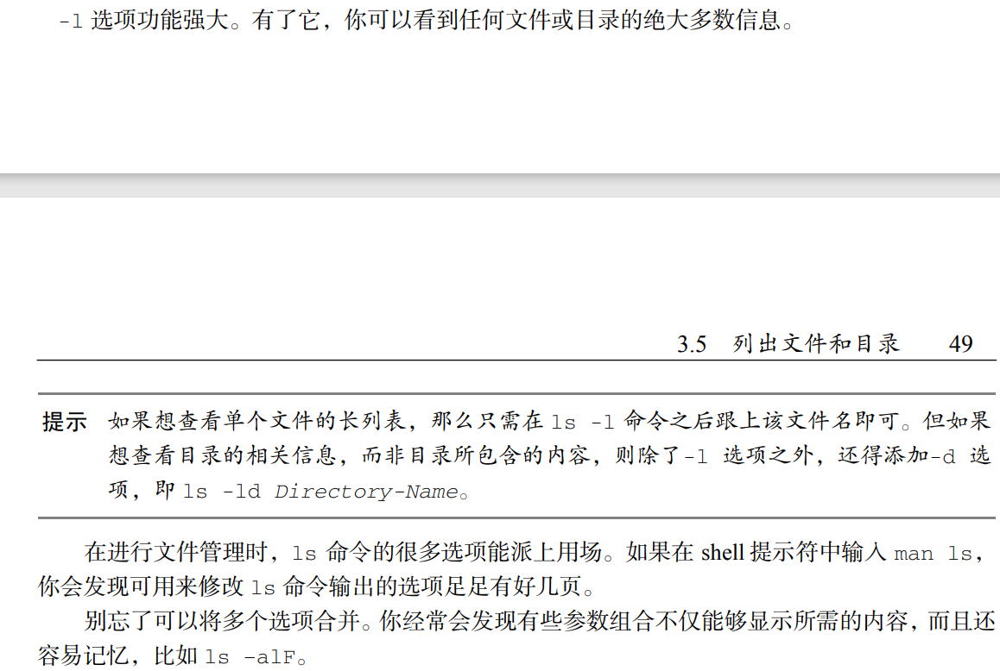 -l 选项功能强大。有了它，你可以看到任何文件或目录的绝大多数信息。
3.5 列出文件和目录 49
提示 如果想查看单个文件的长列表，那么只需在 ls -l 命令之后跟上该文件名即可。但如果
想查看目录的相关信息，而非目录所包含的内容，则除了-l 选项之外，还得添加-d 选
项，即 ls -ld Directory-Name。
在进行文件管理时，ls 命令的很多选项能派上用场。如果在 shell 提示符中输入 man ls，
你会发现可用来修改 ls 命令输出的选项足足有好几页。
别忘了可以将多个选项合并。你经常会发现有些参数组合不仅能够显示所需的内容，而且还
容易记忆，比如 ls –alF。